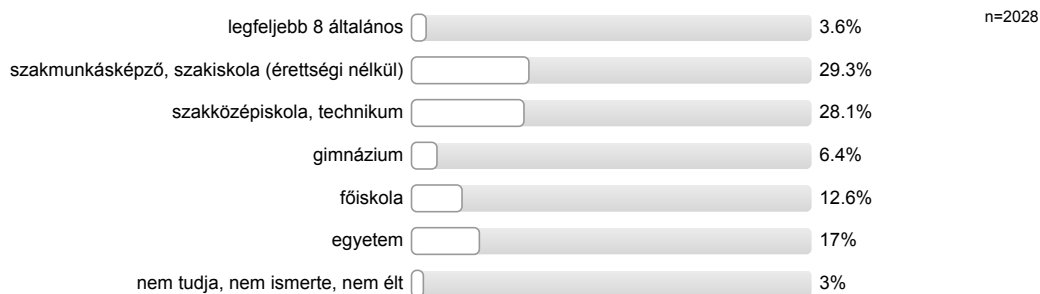 n=2028
legfeljebb 8 általános 3.6%
szakmunkásképző, szakiskola (érettségi nélkül) 29.3%
szakközépiskola, technikum 28.1%
gimnázium 6.4%
főiskola 12.6%
egyetem 17%
nem tudja, nem ismerte, nem élt 3%